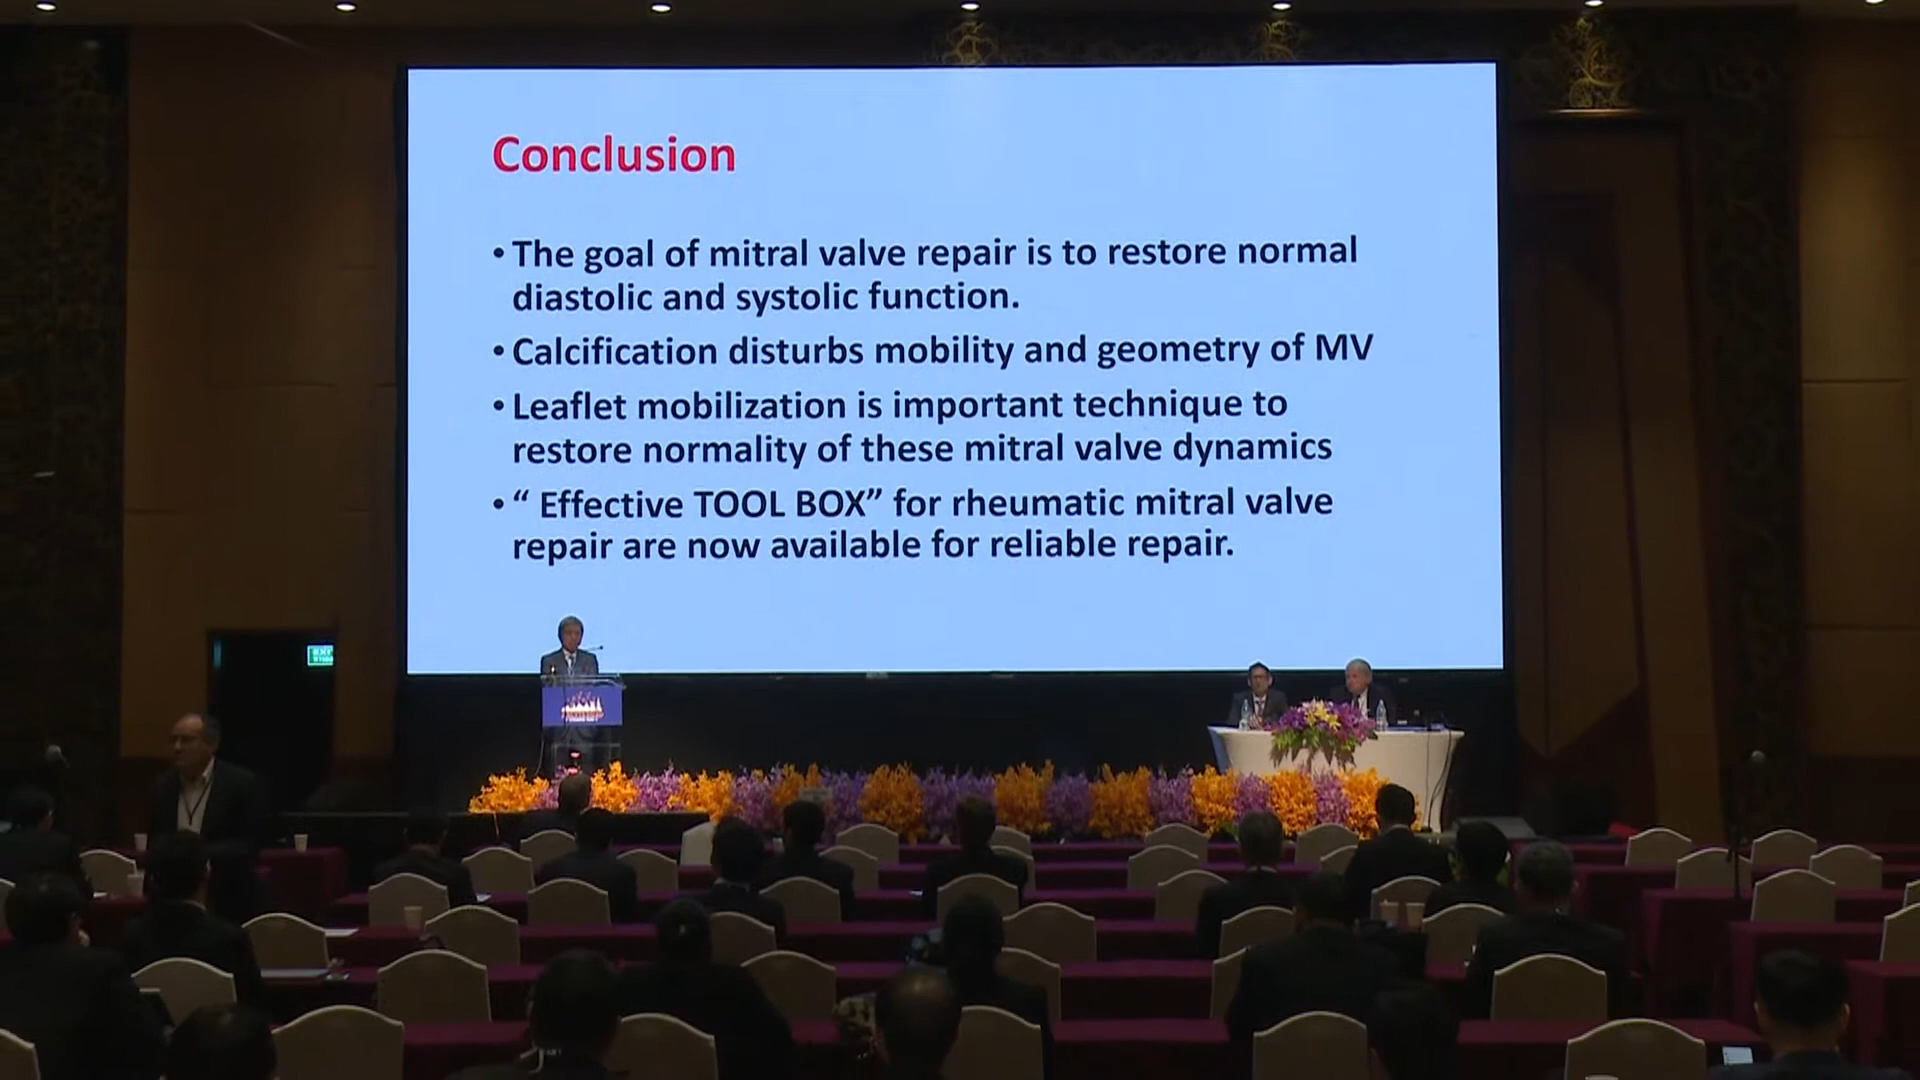 Conclusion
• The goal of mitral valve repair is to restore normal
diastolic and systolic function.
• Calcification disturbs mobility and geometry of MV
• Leaflet mobilization is important technique to
restore normality of these mitral valve dynamics
• “ Effective TOOL BOX” for rheumatic mitral valve
repair are now available for reliable repair.